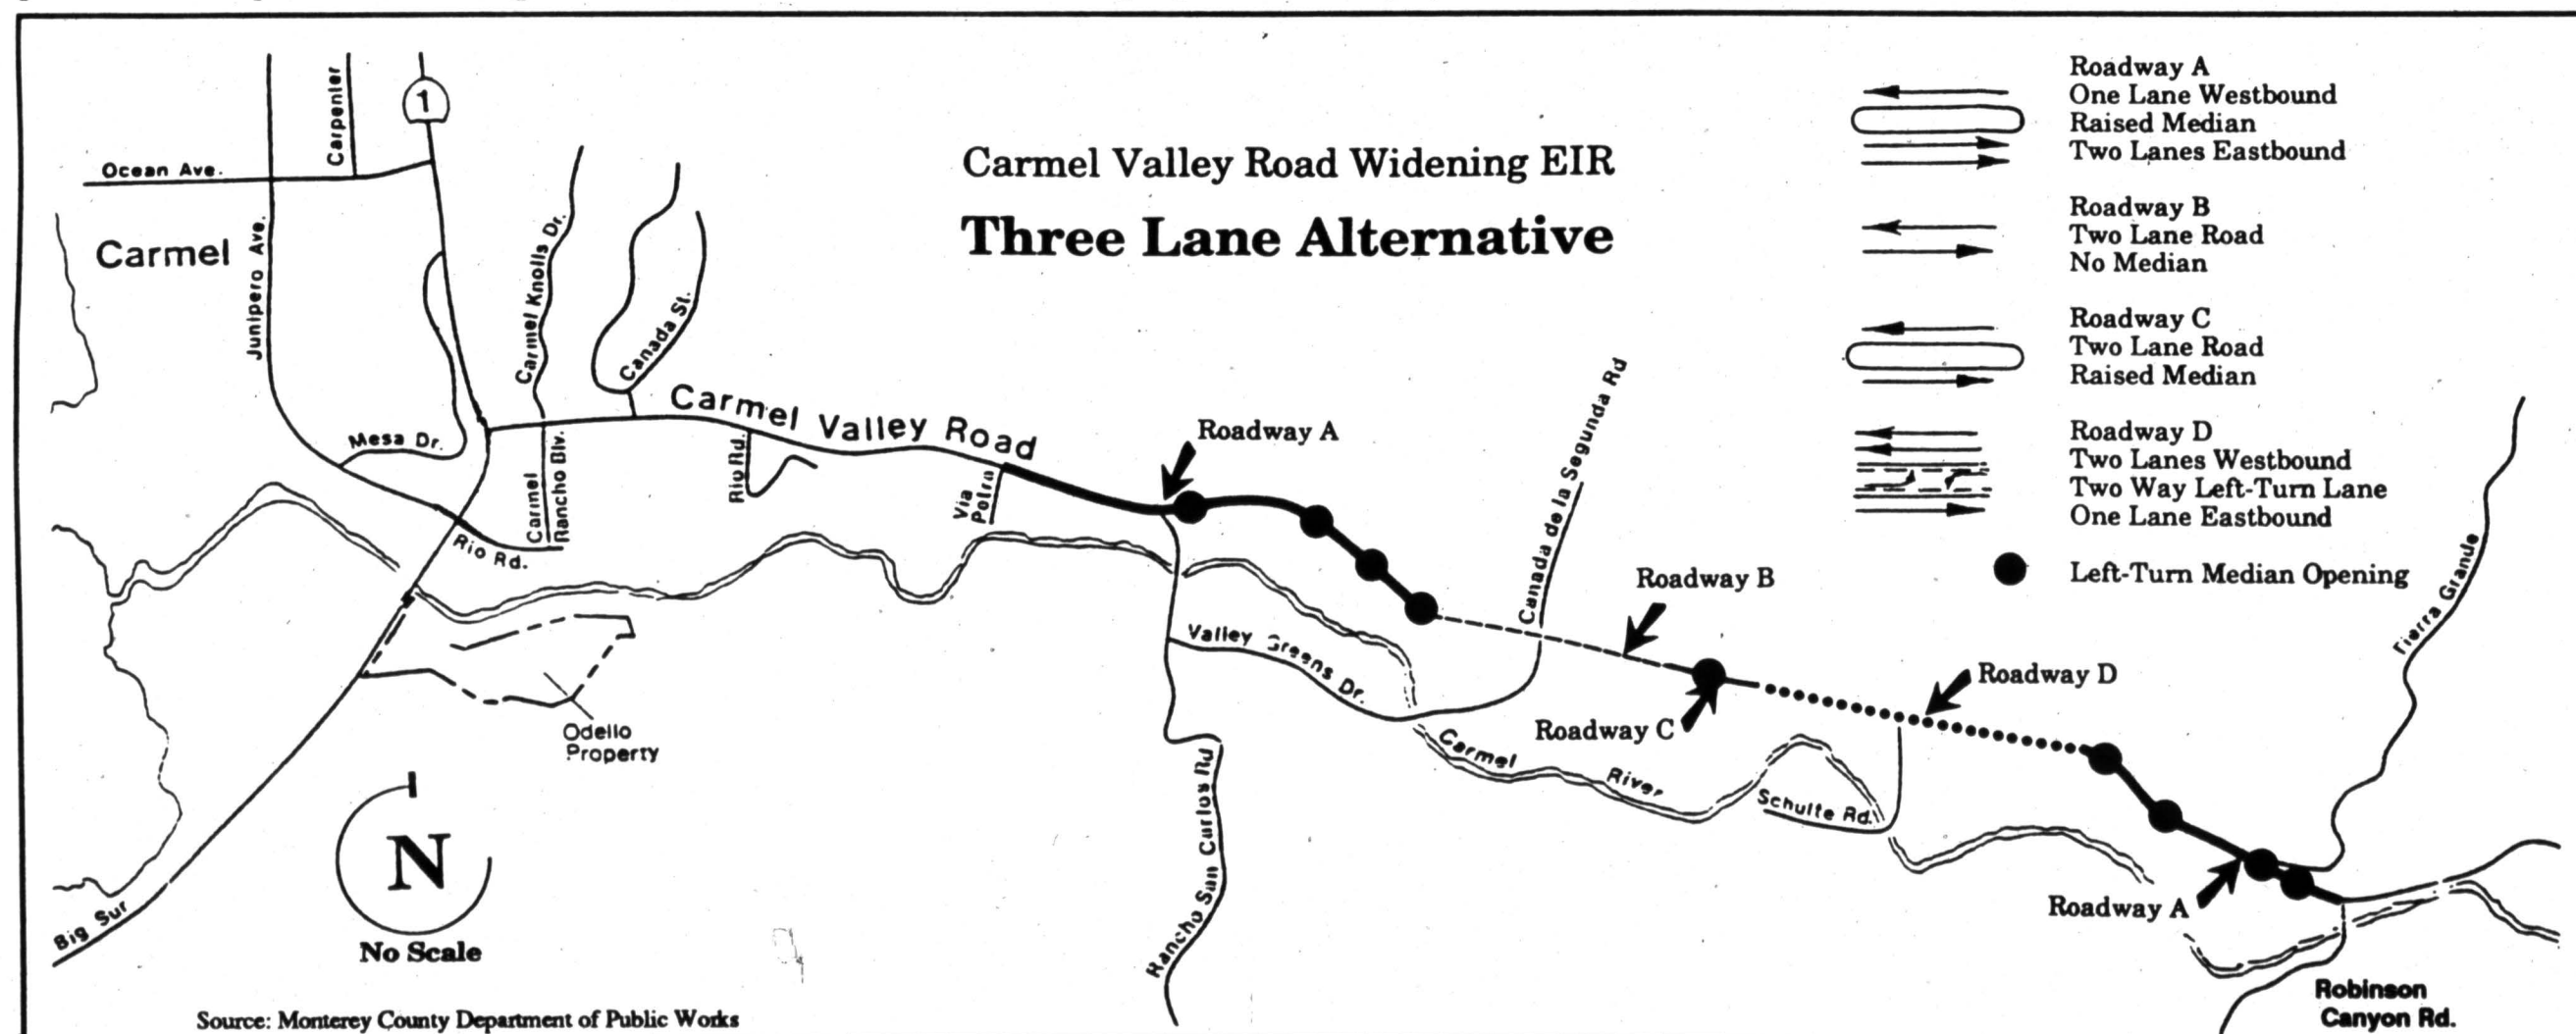 Carmel Valley Road Widening EIR
Three Lane Alternative
Roadway A
One Lane Westbound
Raised Median
Two Lanes Eastbound
Roadway B
Two Lane Road
No Median
Roadway C
Two Lane Road
Raised Median
Roadway D
Two Lanes Westbound
Two Way Left-Turn Lane
One Lane Eastbound
Left-Turn Median Opening
1
Carpenter
Ocean Ave.
Carmel
Junipero Ave.
Mesa Dr.
Carmel Knolls Dr.
Canada St.
Carmel Valley Road
Carmel
Rancho Blv.
Rio Rd.
Rio Rd.
Via
Potra
Roadway A
Canada de la Segunda Rd
Roadway B
Roadway C
Roadway D
Valley Greens Dr.
Carmel River
Schulte Rd.
Tierra Grande
Roadway A
Rancho San Carlos Rd
Odello
Property
Big Sur
N
No Scale
Robinson
Canyon Rd.
Source: Monterey County Department of Public Works